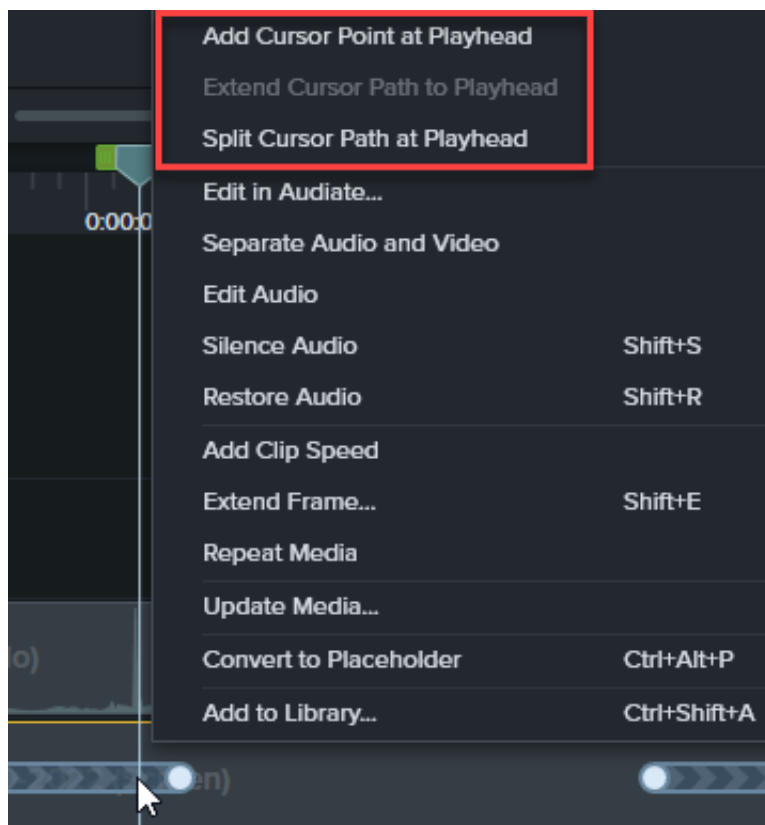 Add Cursor Point at Playhead
Extend Cursor Path to Playhead
Split Cursor Path at Playhead
0:00:0
Edit in Audiate...
Separate Audio and Video
Edit Audio
Silence Audio Shift+S
Restore Audio Shift+R
Add Clip Speed
Extend Frame... Shift+E
Repeat Media
Update Media...
io)
Convert to Placeholder Ctrl+Alt+P
Add to Library... Ctrl+Shift+A
en)